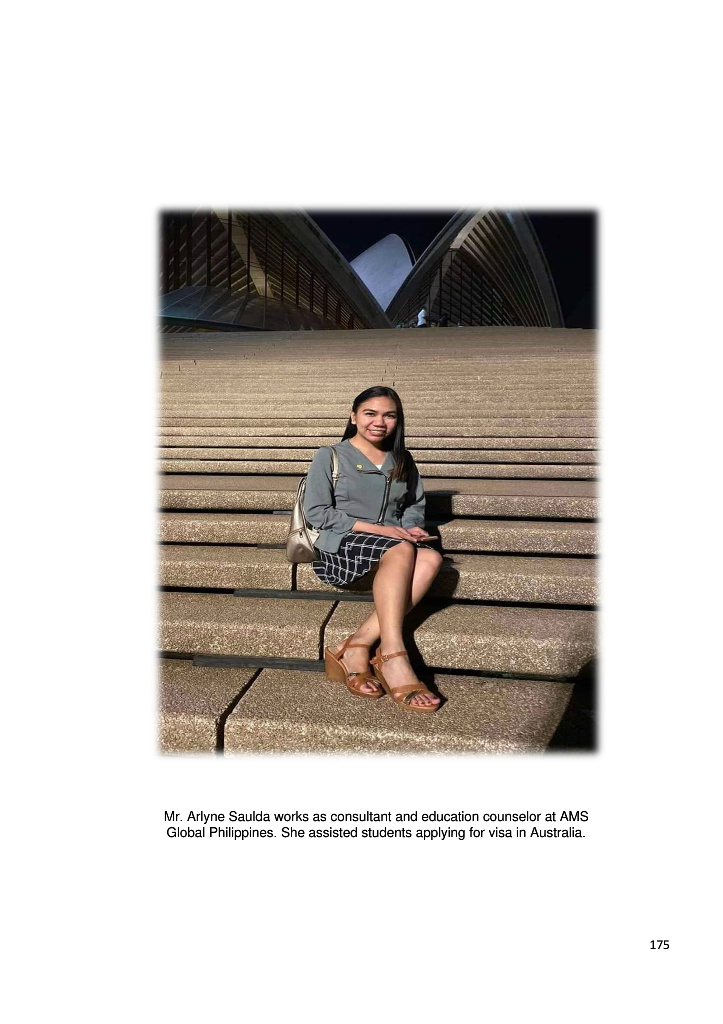 Mr. Arlyne Saulda works as consultant and education counselor at AMS
Global Philippines. She assisted students applying for visa in Australia.
175